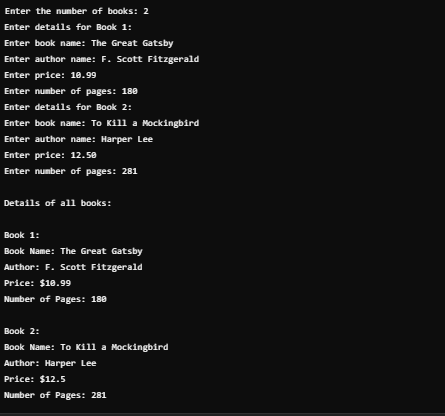 Enter the number of books: 2
Enter details for Book 1:
Enter book name: The Great Gatsby
Enter author name: F. Scott Fitzgerald
Enter price: 10.99
Enter number of pages: 180
Enter details for Book 2:
Enter book name: To Kill a Mockingbird
Enter author name: Harper Lee
Enter price: 12.50
Enter number of pages: 281
Details of all books:
Book 1:
Book Name: The Great Gatsby
Author: F. Scott Fitzgerald
Price: $10.99
Number of Pages: 180
Book 2:
Book Name: To Kill a Mockingbird
Author: Harper Lee
Price: $12.5
Number of Pages: 281